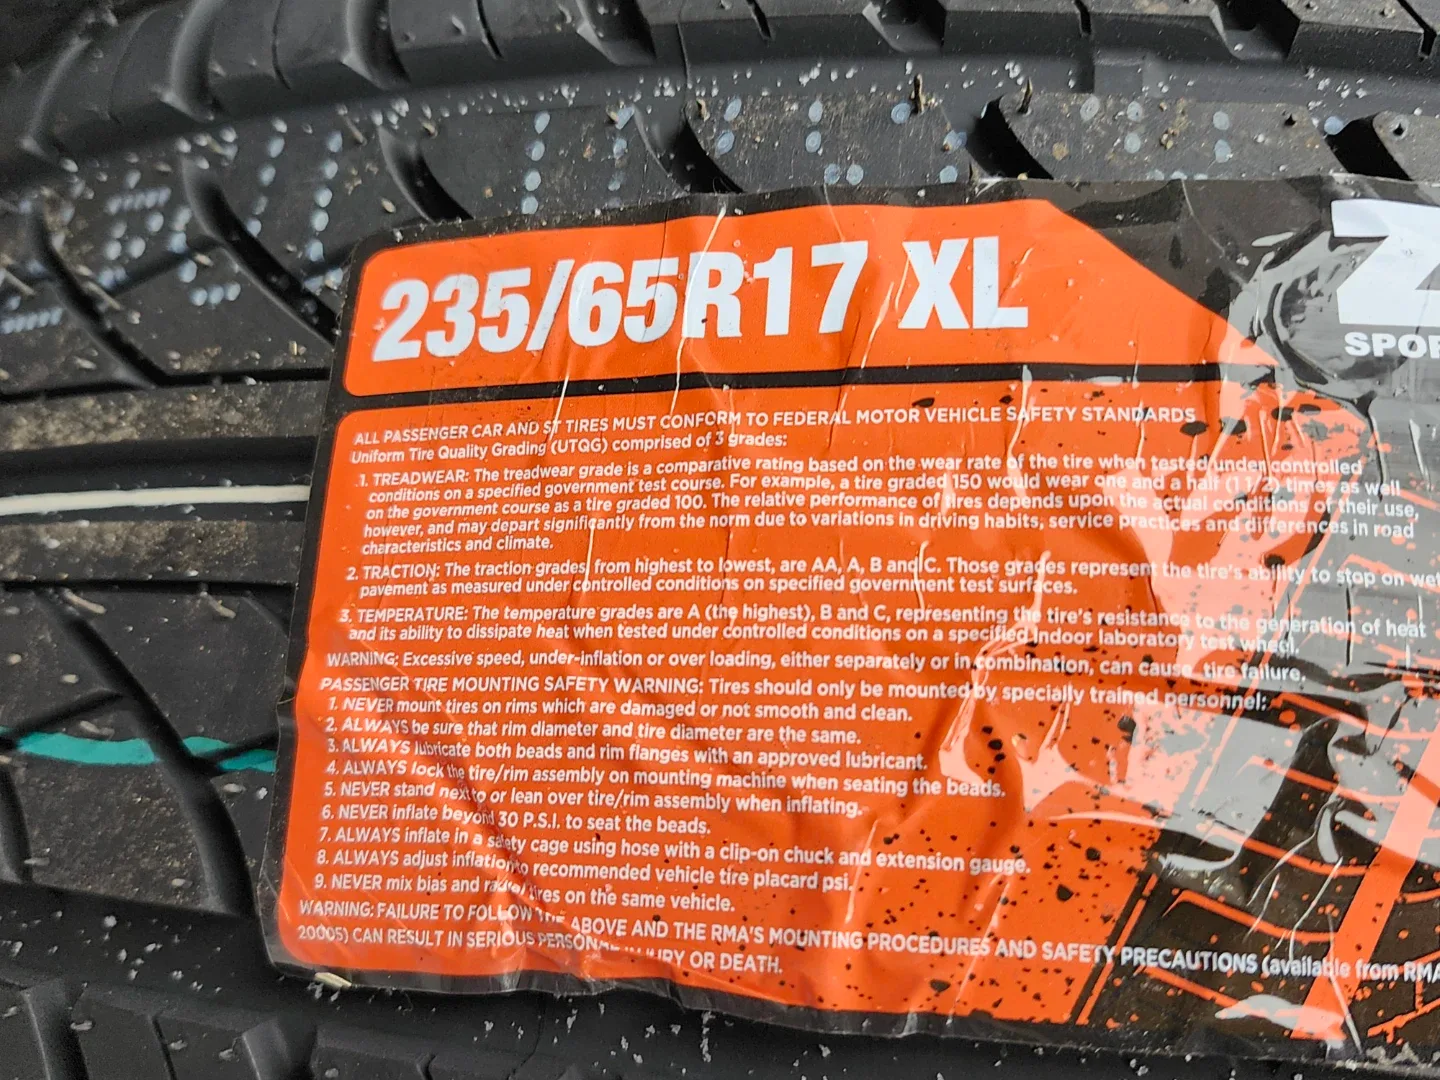 235/65R17 XL
Z
SPOR
ALL PASSENGER CAR AND ST TIRES MUST CONFORM TO FEDERAL MOTOR VEHICLE SAFETY STANDARDS
Uniform Tire Quality Grading (UTQG) comprised of 3 grades:
1. TREADWEAR: The treadwear grade is a comparative rating based on the wear rate of the tire when tested under controlled
conditions on a specified government test course. For example, a tire graded 150 would wear one and a half (1 1/2) times as well
on the government course as a tire graded 100. The relative performance of tires depends upon the actual conditions of their use,
however, and may depart significantly from the norm due to variations in driving habits, service practices and differences in road
characteristics and climate.
2. TRACTION: The traction grades, from highest to lowest, are AA, A, B and C. Those grades represent the tire's ability to stop on wet
pavement as measured under controlled conditions on specified government test surfaces.
3. TEMPERATURE: The temperature grades are A (the highest), B and C, representing the tire's resistance to the generation of heat
and its ability to dissipate heat when tested under controlled conditions on a specified indoor laboratory test wheel.
WARNING: Excessive speed, under-inflation or over loading, either separately or in combination, can cause tire failure.
PASSENGER TIRE MOUNTING SAFETY WARNING: Tires should only be mounted by specially trained personnel:
1. NEVER mount tires on rims which are damaged or not smooth and clean.
2. ALWAYS be sure that rim diameter and tire diameter are the same.
3. ALWAYS lubricate both beads and rim flanges with an approved lubricant.
4. ALWAYS lock the tire/rim assembly on mounting machine when seating the beads.
5. NEVER stand next to or lean over tire/rim assembly when inflating.
6. NEVER inflate beyond 30 P.S.I. to seat the beads.
7. ALWAYS inflate in a safety cage using hose with a clip-on chuck and extension gauge.
8. ALWAYS adjust inflation to recommended vehicle tire placard psi.
9. NEVER mix bias and radial tires on the same vehicle.
WARNING: FAILURE TO FOLLOW THE ABOVE AND THE RMA'S MOUNTING PROCEDURES AND SAFETY PRECAUTIONS (available from RMA
20005) CAN RESULT IN SERIOUS PERSONAL INJURY OR DEATH.